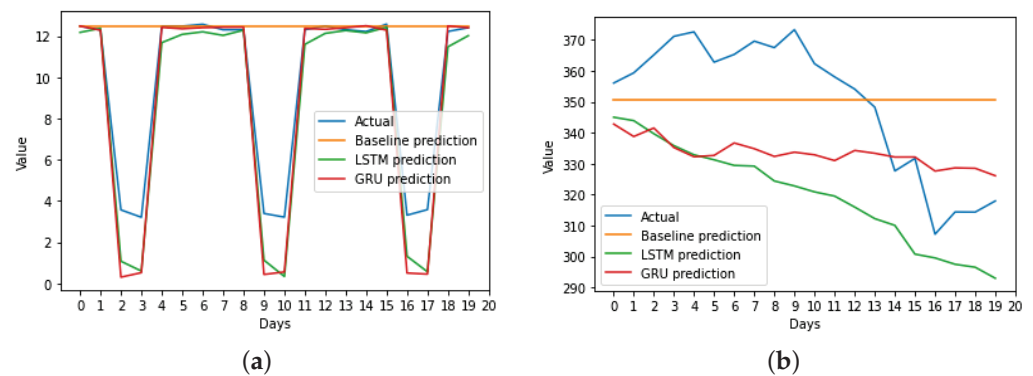 12
10
8
6
4
2
0
Value
0 1 2 3 4 5 6 7 8 9 10 11 12 13 14 15 16 17 18 19 20
Days
Actual
Baseline prediction
LSTM prediction
GRU prediction
(a)
370
360
350
340
330
320
310
300
290
Value
0 1 2 3 4 5 6 7 8 9 10 11 12 13 14 15 16 17 18 19 20
Days
Actual
Baseline prediction
LSTM prediction
GRU prediction
(b)